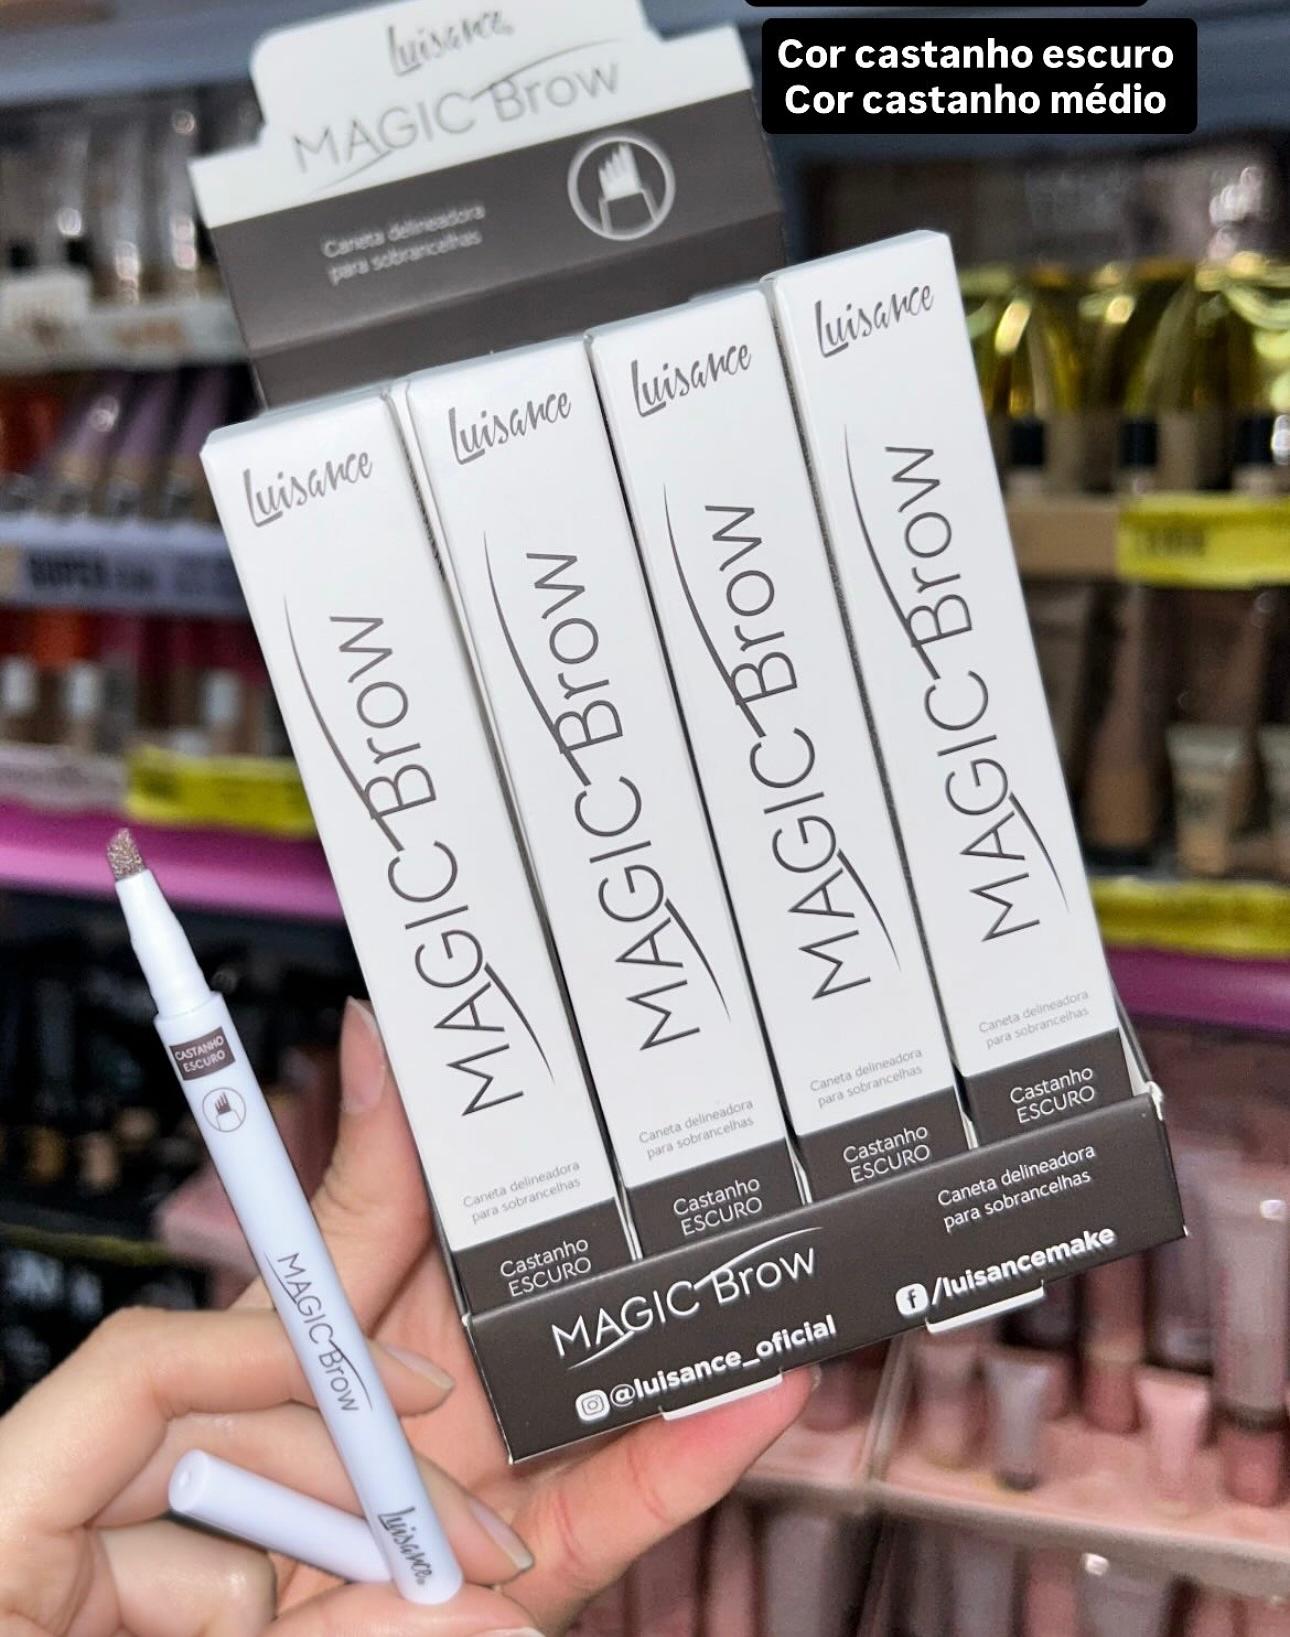 Cor castanho escuro
Cor castanho médio
Luisance
MAGIC Brow
Caneta delineadora
para sobrancelhas
Luisance
MAGIC Brow
Caneta delineadora
para sobrancelhas
Castanho
ESCURO
Luisance
MAGIC Brow
Caneta delineadora
para sobrancelhas
Castanho
ESCURO
Luisance
MAGIC Brow
Caneta delineadora
para sobrancelhas
Castanho
ESCURO
Luisance
MAGIC Brow
Caneta delineadora
para sobrancelhas
Castanho
ESCURO
MAGIC Brow
Caneta delineadora
para sobrancelhas
@luisance_oficial
/luisancemake
CASTANHO
ESCURO
MAGIC Brow
Luisance